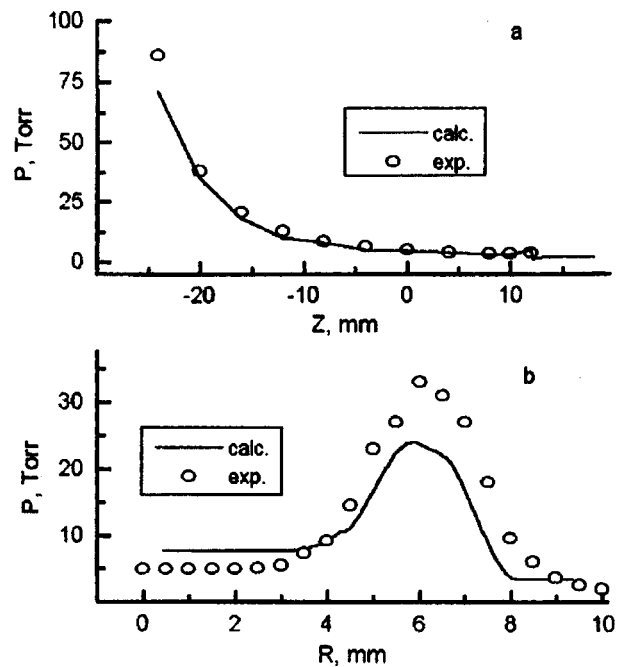 a
100
75
50
25
0
P, Torr
calc.
exp.
-20 -10 0 10
Z, mm
b
30
20
10
P, Torr
calc.
exp.
0 2 4 6 8 10
R, mm